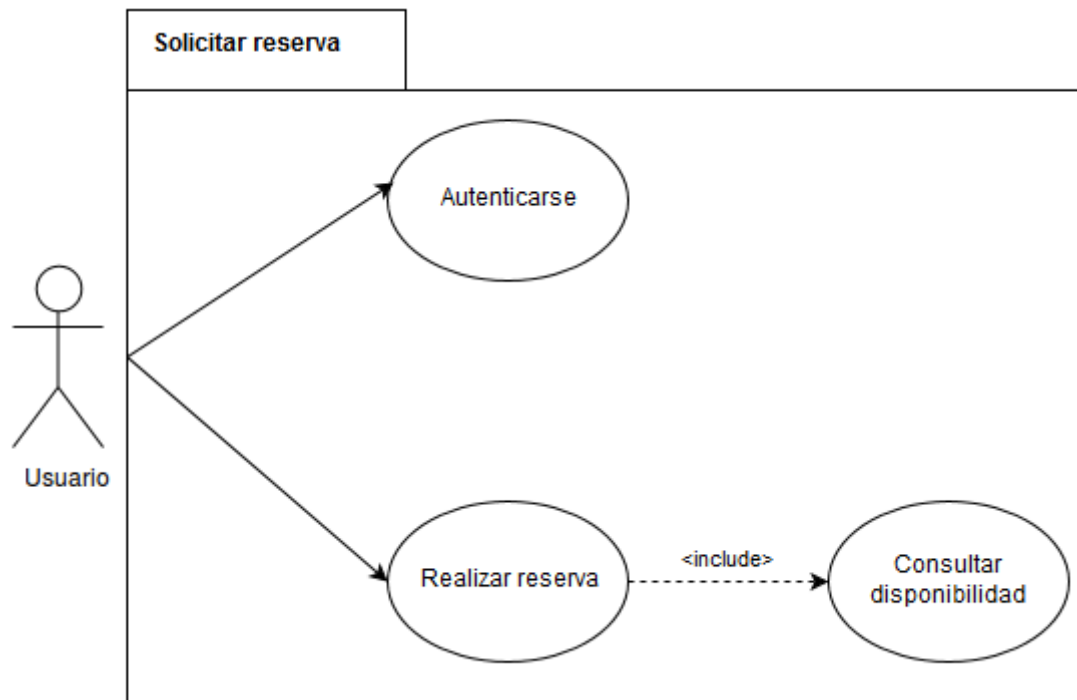 Solicitar reserva
Autenticarse
Usuario
Realizar reserva
<include>
Consultar
disponibilidad